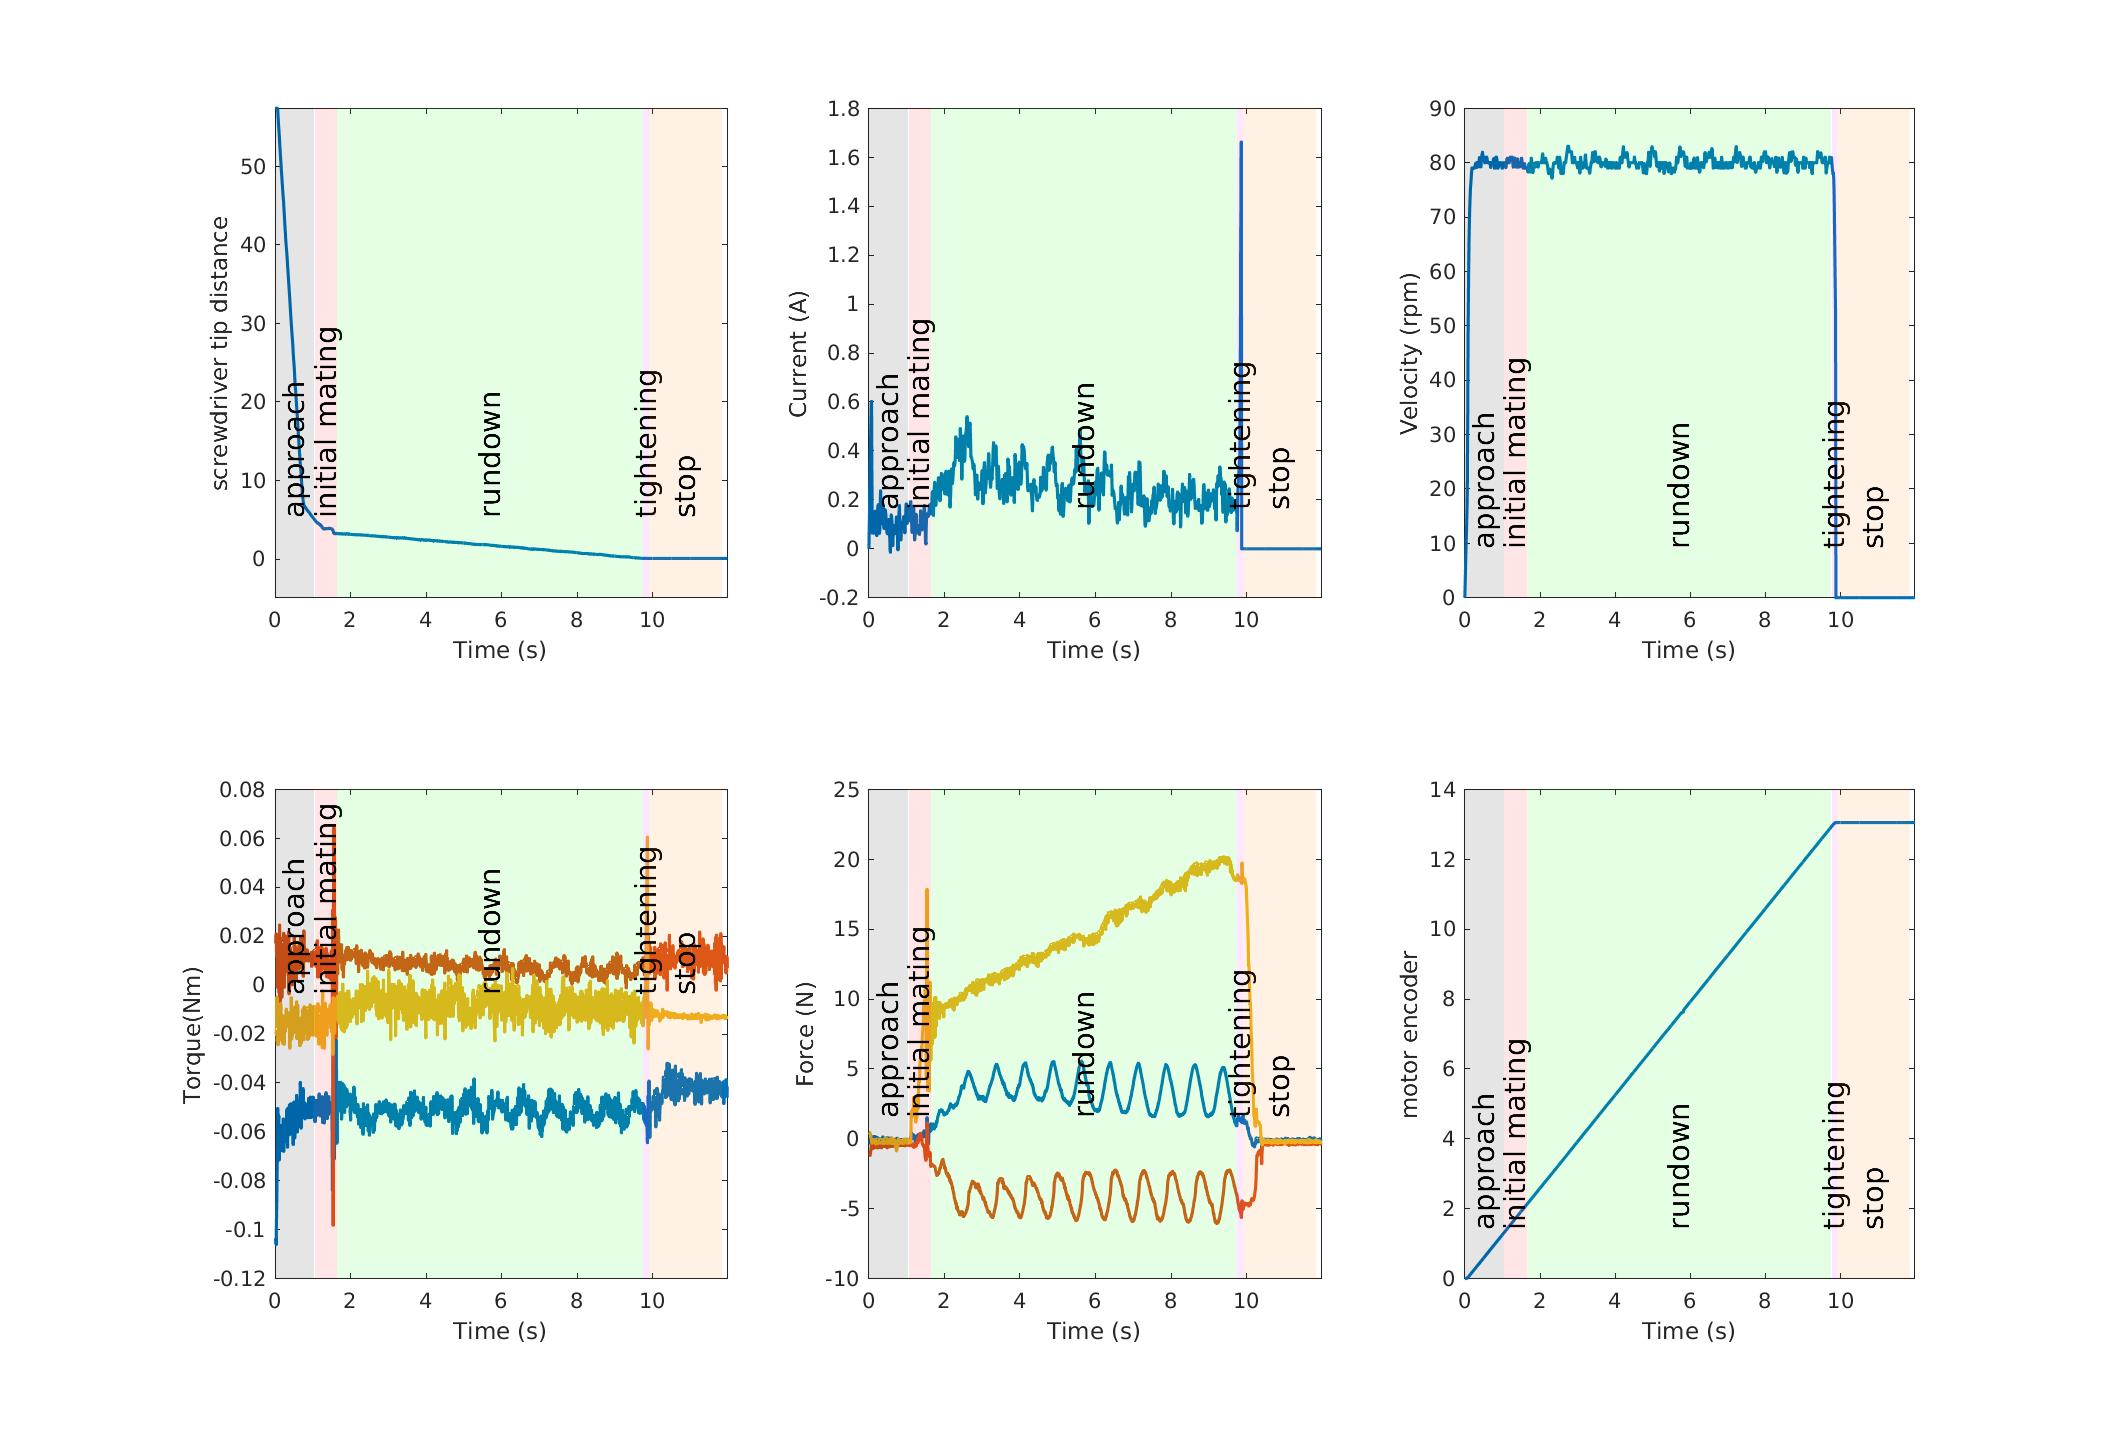 screwdriver tip distance
50
40
30
20
10
0
approach
initial mating
rundown
tightening
stop
0 2 4 6 8 10
Time (s)
Current (A)
1.8
1.6
1.4
1.2
1
0.8
0.6
0.4
0.2
0
-0.2
approach
initial mating
rundown
tightening
stop
0 2 4 6 8 10
Time (s)
Velocity (rpm)
90
80
70
60
50
40
30
20
10
0
approach
initial mating
rundown
tightening
stop
0 2 4 6 8 10
Time (s)
Torque(Nm)
0.08
0.06
0.04
0.02
0
-0.02
-0.04
-0.06
-0.08
-0.1
-0.12
approach
initial mating
rundown
tightening
stop
0 2 4 6 8 10
Time (s)
Force (N)
25
20
15
10
5
0
-5
-10
approach
initial mating
rundown
tightening
stop
0 2 4 6 8 10
Time (s)
motor encoder
14
12
10
8
6
4
2
0
approach
initial mating
rundown
tightening
stop
0 2 4 6 8 10
Time (s)